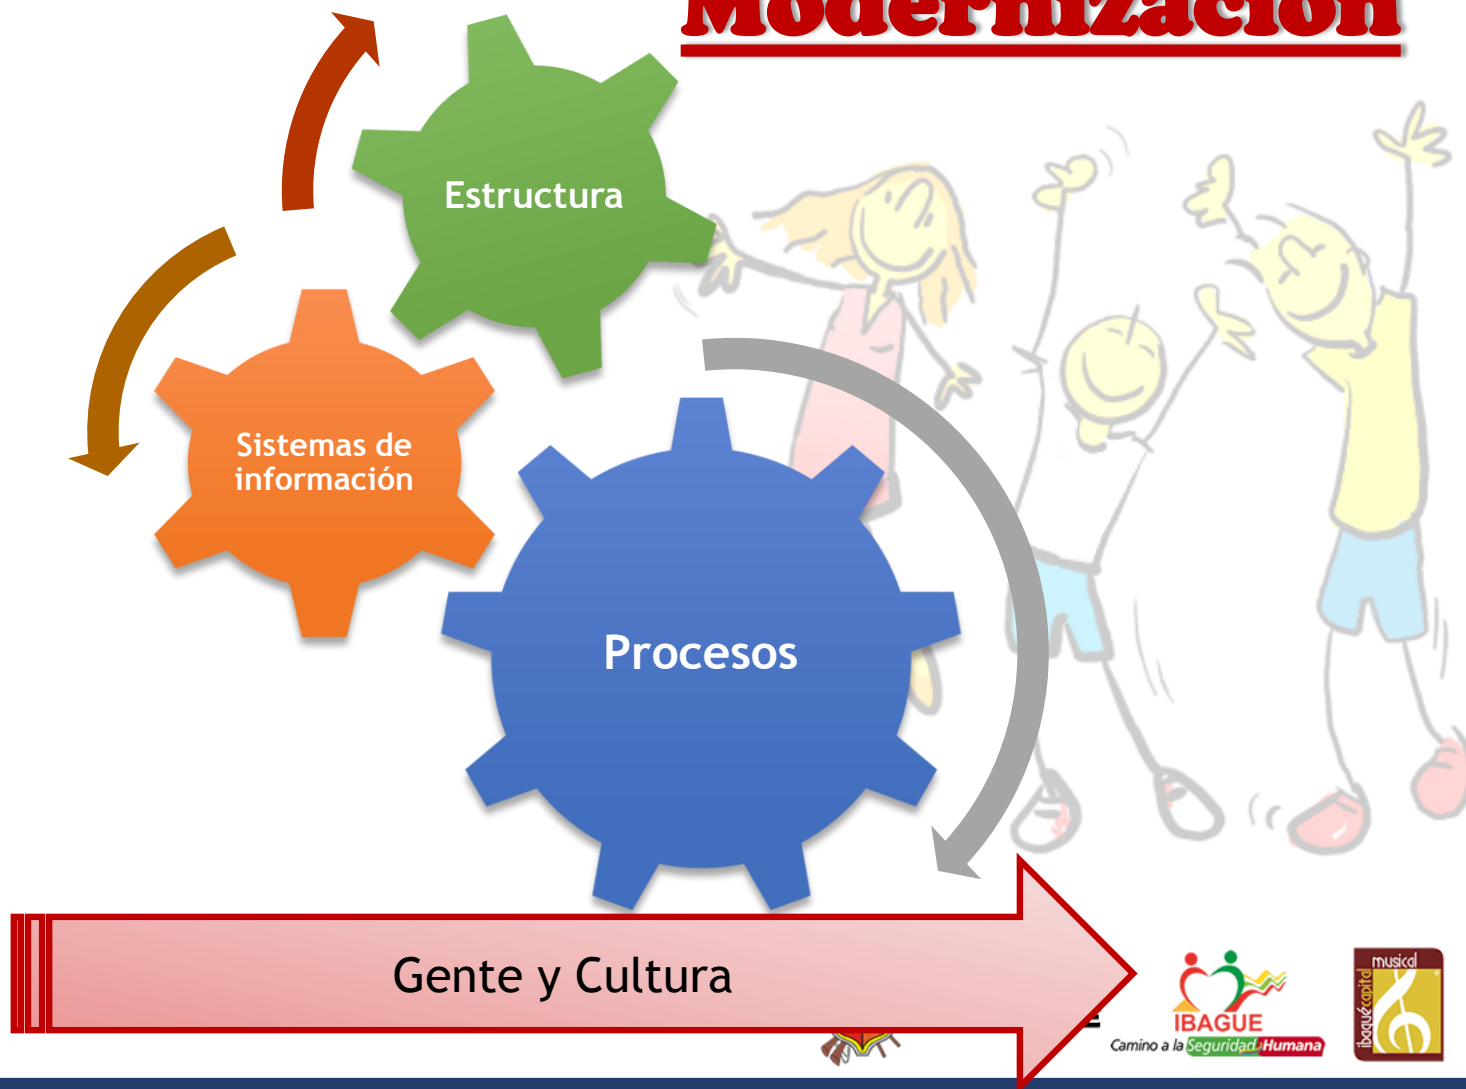 Modernización
Estructura
Sistemas de
información
Procesos
Gente y Cultura
IBAGUE
Camino a la Seguridad Humana
musical
ibaguécapital